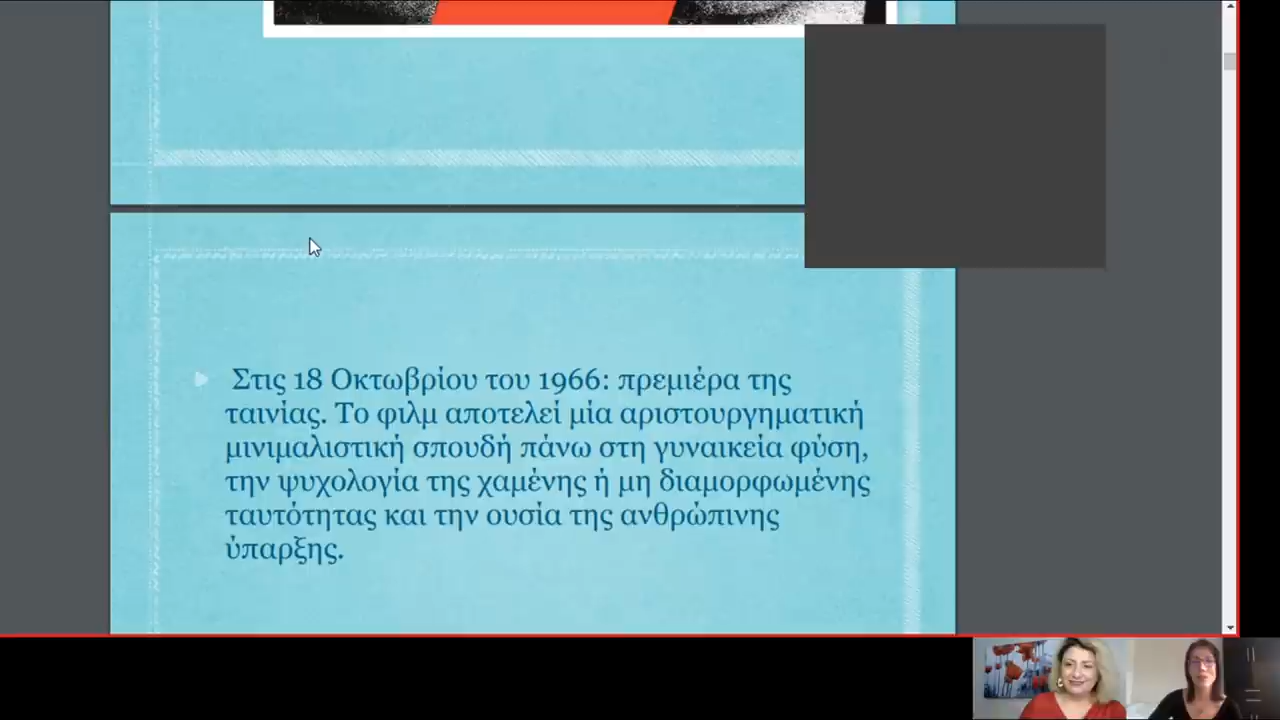 Στις 18 Οκτωβρίου του 1966: πρεμιέρα της
ταινίας. Το φιλμ αποτελεί μία αριστουργηματική
μινιμαλιστική σπουδή πάνω στη γυναικεία φύση,
την ψυχολογία της χαμένης ή μη διαμορφωμένης
ταυτότητας και την ουσία της ανθρώπινης
ύπαρξης.